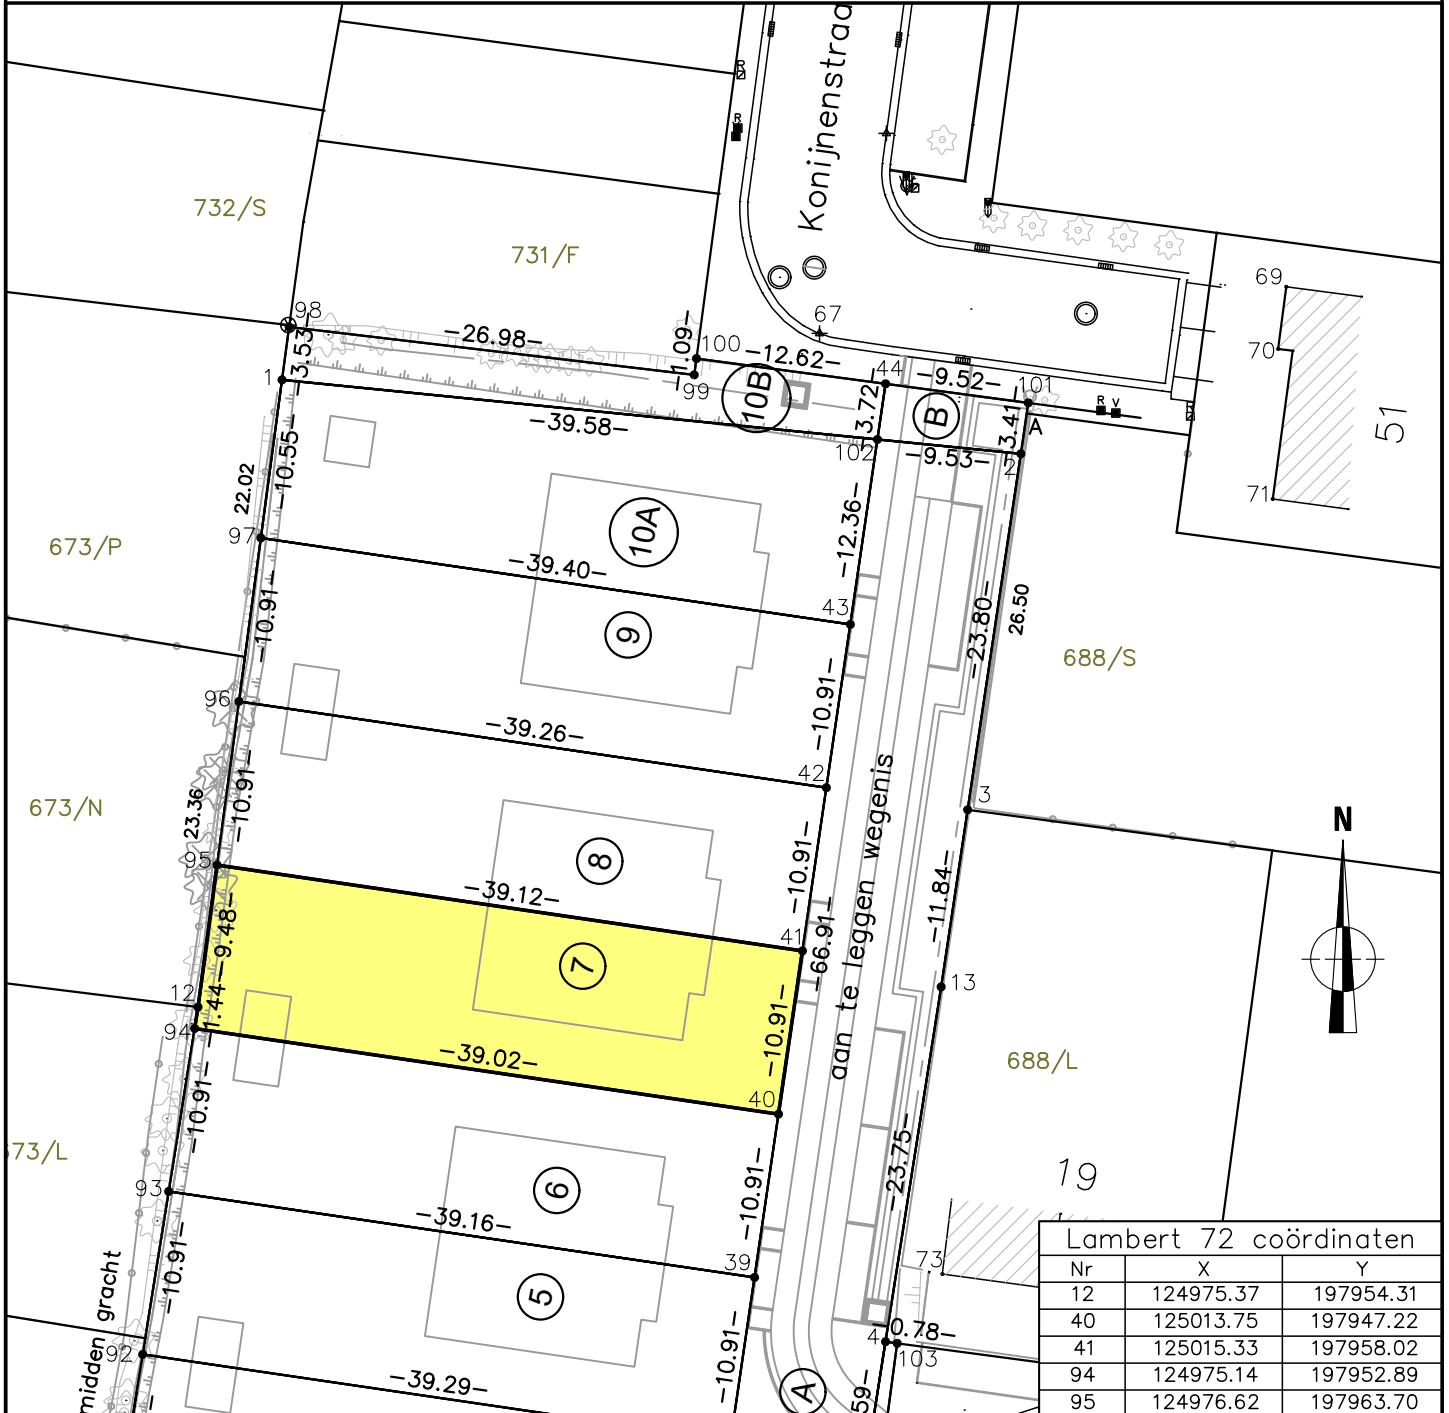 Konijnenstraa
R
R
732/S
731/F
98
-26.98-
-1.09-
100
-12.62-
67
69
70
71
51
-3.53-
1
99
10B
44
-9.52-
101
R V
R
A
3.72
B
-3.41-
-39.58-
102
-9.53-
2
-10.55-
22.02
97
10A
-12.36-
-39.40-
43
9
673/P
-10.91-
-23.80-
26.50
688/S
96
-39.26-
42
-10.91-
673/N
23.36
-10.91-
3
95
8
-10.91-
-39.12-
41
-66.91-
aan te leggen wegenis
-11.84-
N
-9.48-
7
12
1.44
94
-10.91-
13
-39.02-
40
688/L
-10.91-
73/L
93
6
-10.91-
-23.75-
19
-39.16-
39
73
-10.91-
midden gracht
5
-10.91-
4
-0.78-
103
92
-39.29-
A
59-
Lambert 72 coördinaten
Nr X Y
12 124975.37 197954.31
40 125013.75 197947.22
41 125015.33 197958.02
94 124975.14 197952.89
95 124976.62 197963.70